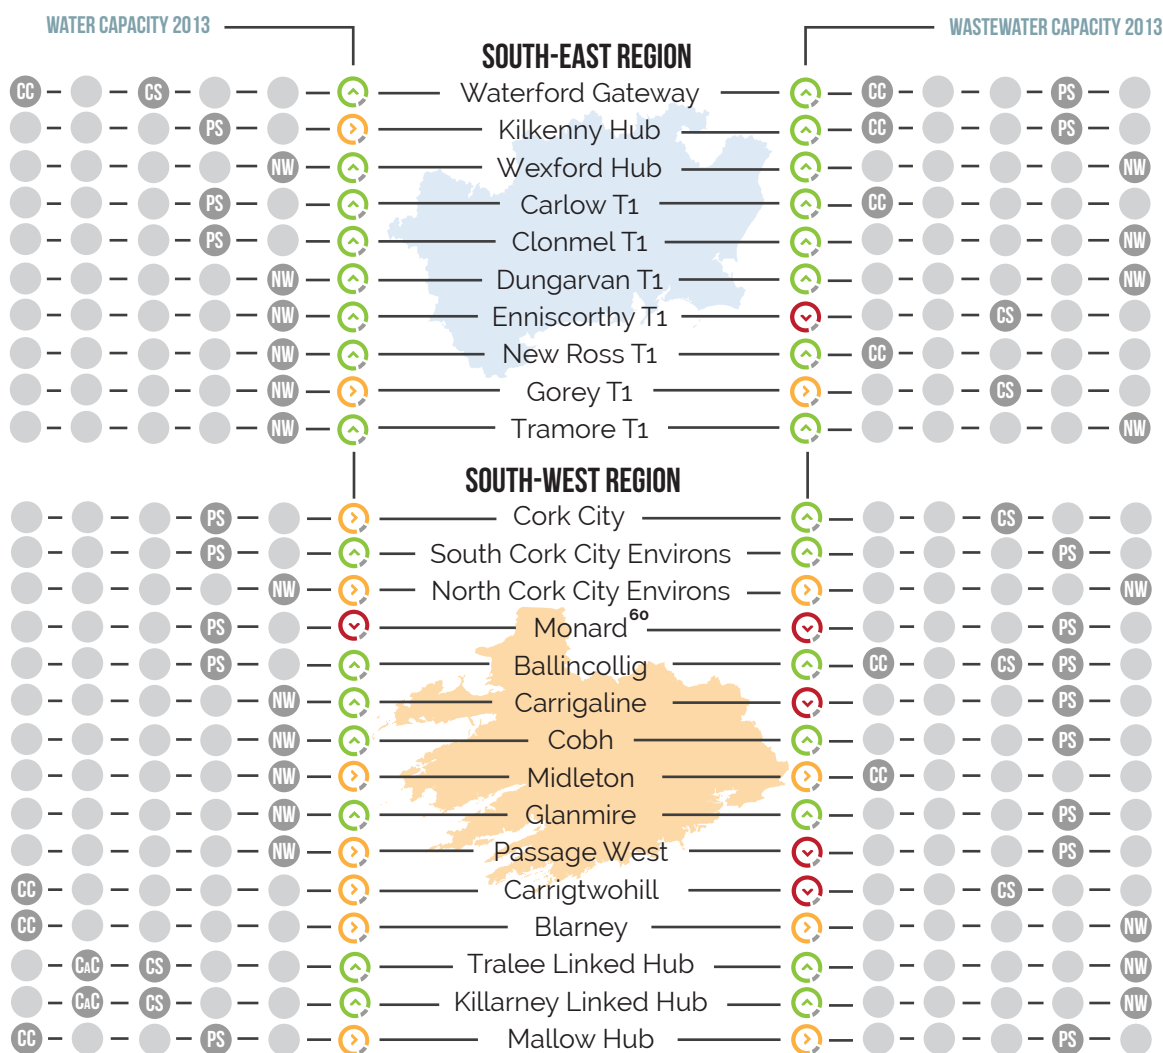 WATER CAPACITY 2013 WASTEWATER CAPACITY 2013
SOUTH-EAST REGION
CC CS Waterford Gateway CC PS
PS Kilkenny Hub CC PS
NW Wexford Hub NW
PS Carlow T1 CC
PS Clonmel T1 NW
NW Dungarvan T1 NW
NW Enniscorthy T1 CS
NW New Ross T1 CC
NW Gorey T1 CS
NW Tramore T1 NW
SOUTH-WEST REGION
PS Cork City CS
PS South Cork City Environs PS
NW North Cork City Environs NW
PS Monard 60 PS
PS Ballincollig CC CS PS
NW Carrigaline PS
NW Cobh PS
NW Midleton CC
NW Glanmire PS
NW Passage West PS
CC Carrigtwohill CS
CC Blarney NW
CAC CS Tralee Linked Hub NW
CAC CS Killarney Linked Hub NW
CC PS Mallow Hub PS